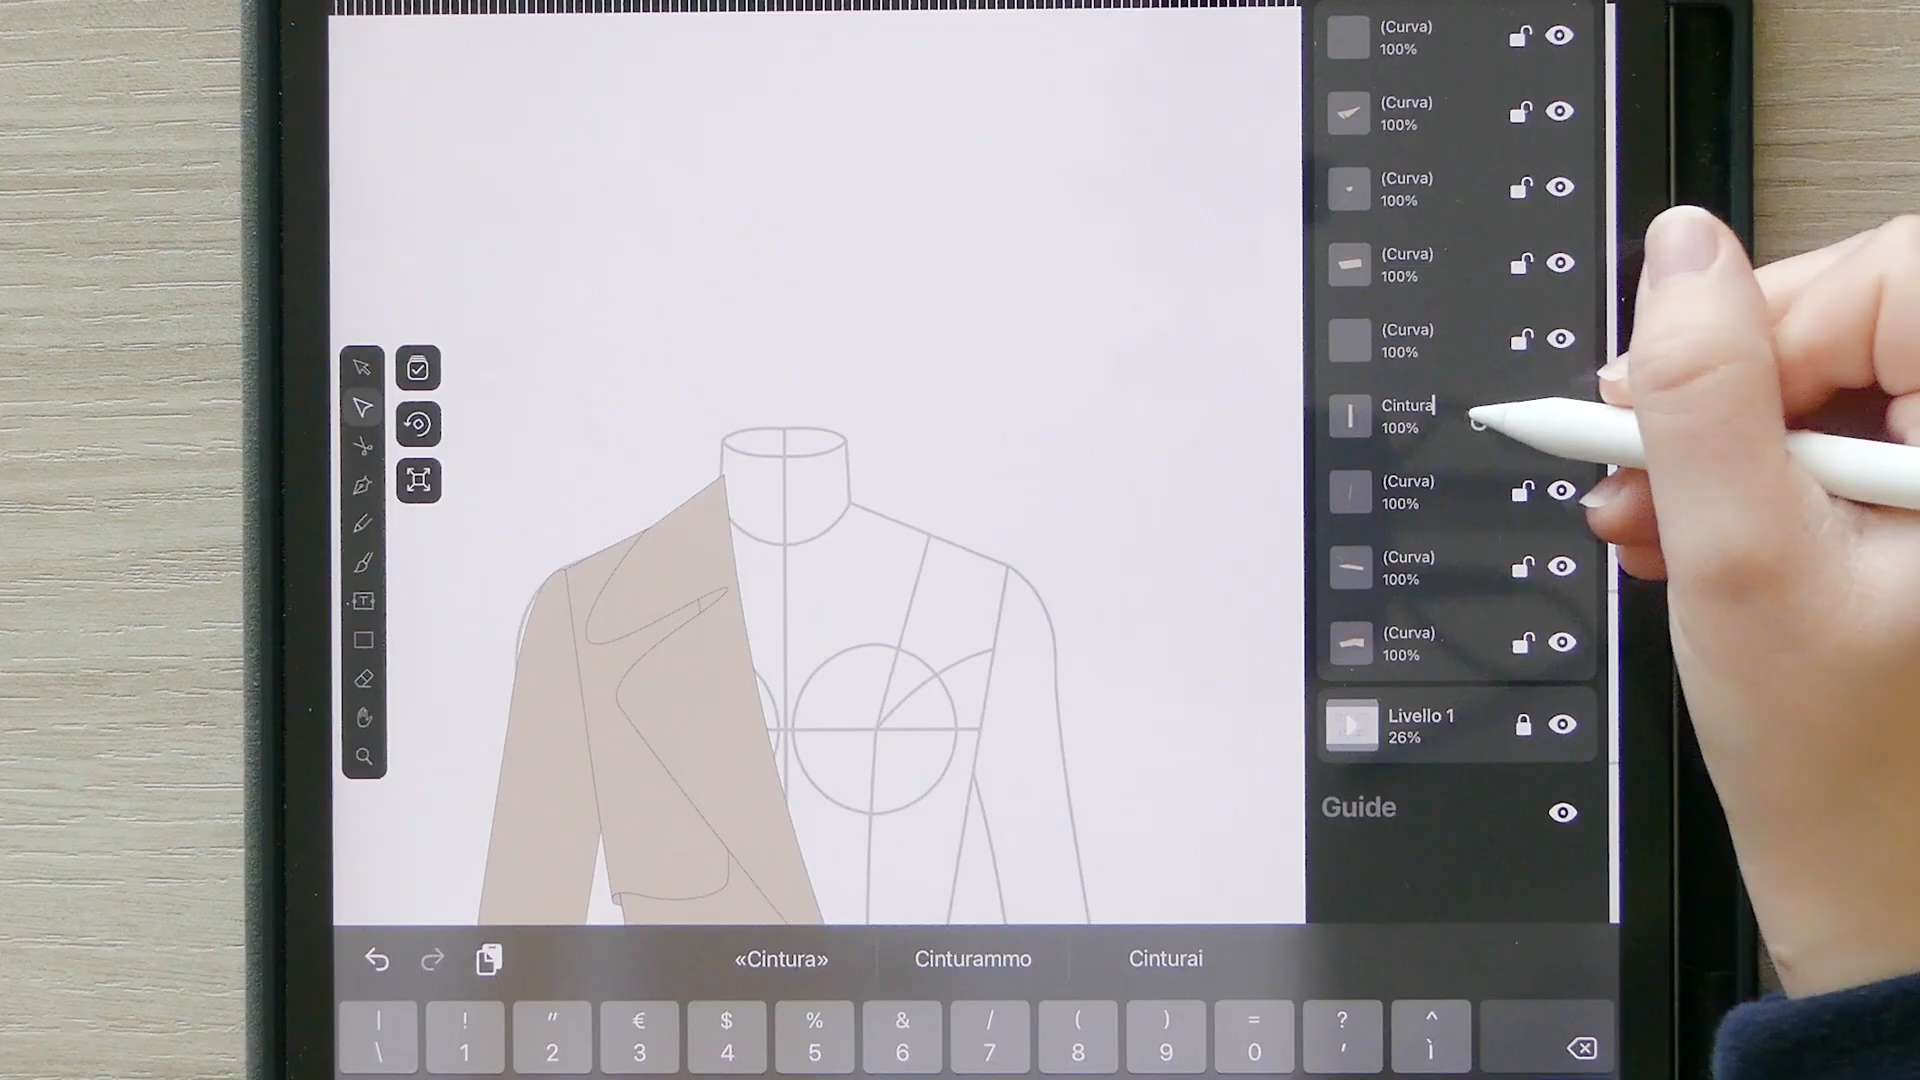 (Curva)
100%
(Curva)
100%
(Curva)
100%
(Curva)
100%
(Curva)
100%
Cintura
100%
(Curva)
100%
(Curva)
100%
(Curva)
100%
Livello 1
26%
Guide
T
«Cintura» Cinturammo Cinturai
| ! " € $ % & / ( ) = ? ^
\ 1 2 3 4 5 6 7 8 9 0 ' ì